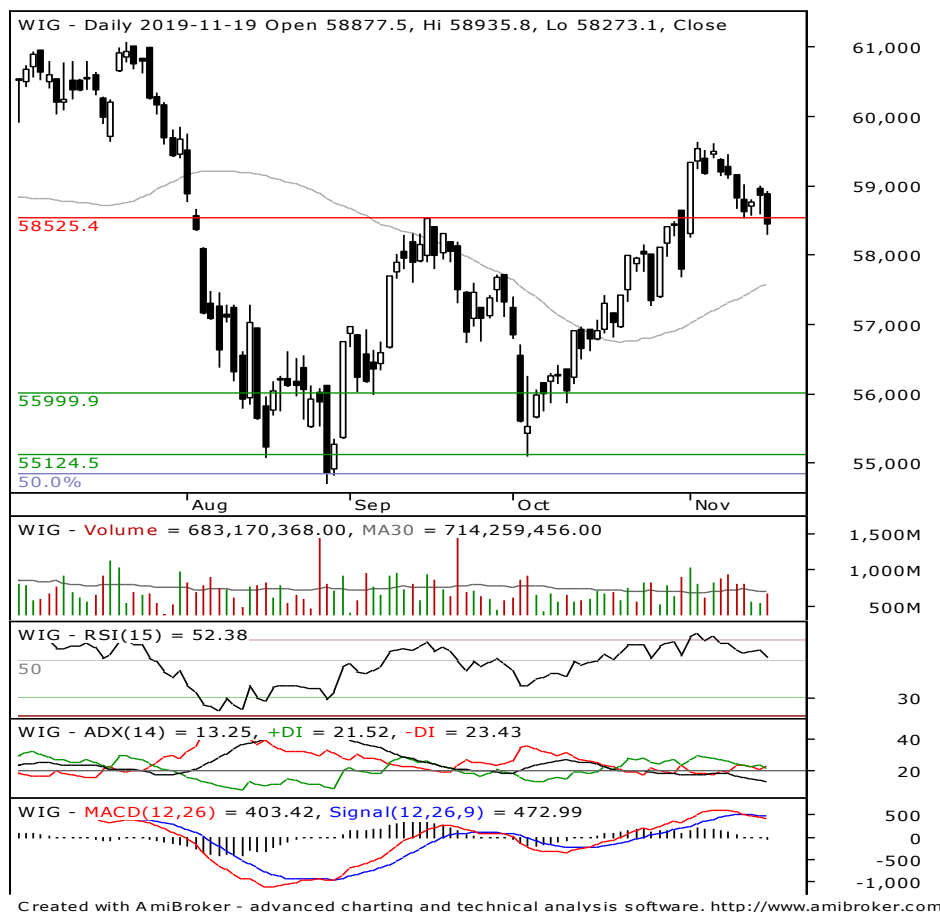 WIG - Daily 2019-11-19 Open 58877.5, Hi 58935.8, Lo 58273.1, Close
61,000
60,000
59,000
58525.4
58,000
57,000
56,000
55999.9
55124.5
55,000
50.0%
Aug Sep Oct Nov
WIG - Volume = 683,170,368.00, MA30 = 714,259,456.00
1,500M
1,000M
500M
WIG - RSI(15) = 52.38
50
30
WIG - ADX(14) = 13.25, +DI = 21.52, -DI = 23.43
40
20
WIG - MACD(12,26) = 403.42, Signal(12,26,9) = 472.99
500
0
-500
-1,000
Created with AmiBroker - advanced charting and technical analysis software. http://www.amibroker.com